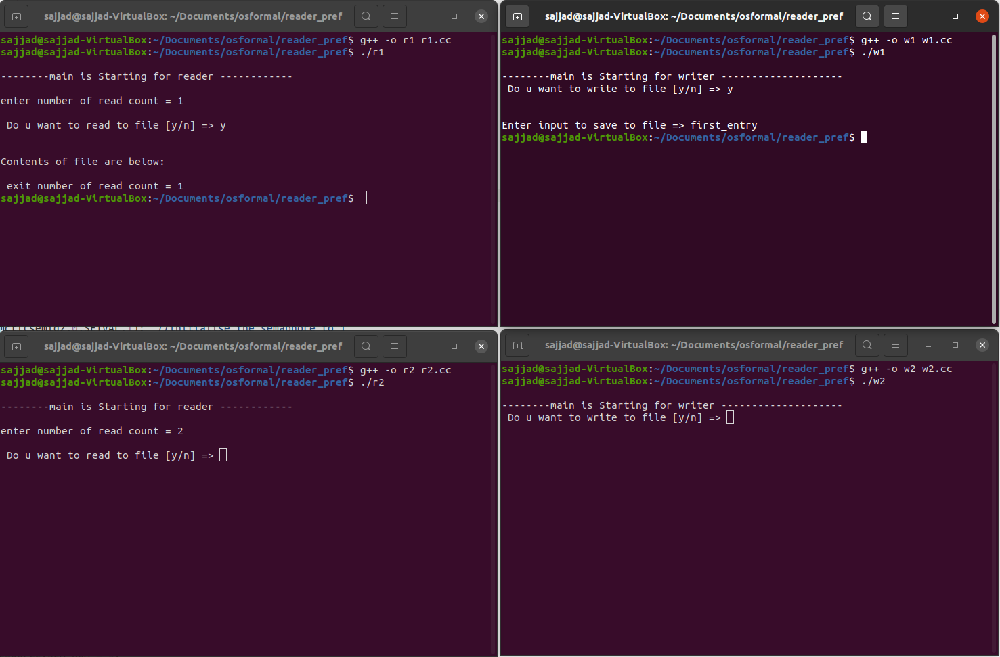 sajjad@sajjad-VirtualBox: ~/Documents/osformal/reader_pref
sajjad@sajjad-VirtualBox:~/Documents/osformal/reader_pref$ g++ -o r1 r1.cc
sajjad@sajjad-VirtualBox:~/Documents/osformal/reader_pref$ ./r1
--------main is Starting for reader ------------
enter number of read count = 1
Do u want to read to file [y/n] => y
Contents of file are below:
exit number of read count = 1
sajjad@sajjad-VirtualBox:~/Documents/osformal/reader_pref$
sajjad@sajjad-VirtualBox: ~/Documents/osformal/reader_pref
sajjad@sajjad-VirtualBox:~/Documents/osformal/reader_pref$ g++ -o w1 w1.cc
sajjad@sajjad-VirtualBox:~/Documents/osformal/reader_pref$ ./w1
--------main is Starting for writer --------------------
Do u want to write to file [y/n] => y
Enter input to save to file => first_entry
sajjad@sajjad-VirtualBox:~/Documents/osformal/reader_pref$
sajjad@sajjad-VirtualBox: ~/Documents/osformal/reader_pref
sajjad@sajjad-VirtualBox:~/Documents/osformal/reader_pref$ g++ -o r2 r2.cc
sajjad@sajjad-VirtualBox:~/Documents/osformal/reader_pref$ ./r2
--------main is Starting for reader ------------
enter number of read count = 2
Do u want to read to file [y/n] =>
sajjad@sajjad-VirtualBox: ~/Documents/osformal/reader_pref
sajjad@sajjad-VirtualBox:~/Documents/osformal/reader_pref$ g++ -o w2 w2.cc
sajjad@sajjad-VirtualBox:~/Documents/osformal/reader_pref$ ./w2
--------main is Starting for writer --------------------
Do u want to write to file [y/n] =>